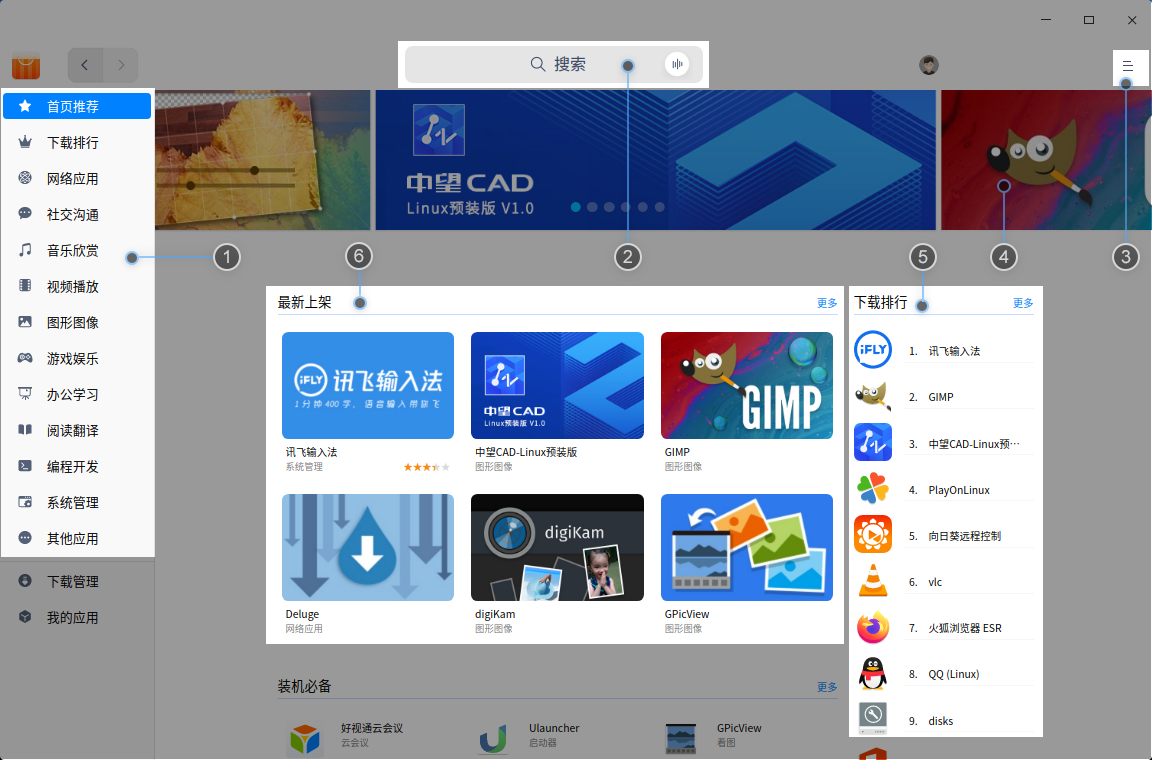 搜索
首页推荐
下载排行
网络应用
社交沟通
音乐欣赏
视频播放
图形图像
游戏娱乐
办公学习
阅读翻译
编程开发
系统管理
其他应用
下载管理
我的应用
中望CAD
Linux预装版 V1.0
1
6
2
5
4
3
最新上架
更多
iFLY 讯飞输入法
1分钟400字，语音输入带你飞
中望CAD
Linux预装版 V1.0
GIMP
讯飞输入法
系统管理
中望CAD-Linux预装版
图形图像
GIMP
图形图像
digiKam
Deluge
网络应用
digiKam
图形图像
GPicView
图形图像
装机必备
更多
好视通云会议
云会议
Ulauncher
启动器
GPicView
看图
下载排行
更多
iFLY
1. 讯飞输入法
2. GIMP
3. 中望CAD-Linux预…
4. PlayOnLinux
5. 向日葵远程控制
6. vlc
7. 火狐浏览器 ESR
8. QQ (Linux)
9. disks